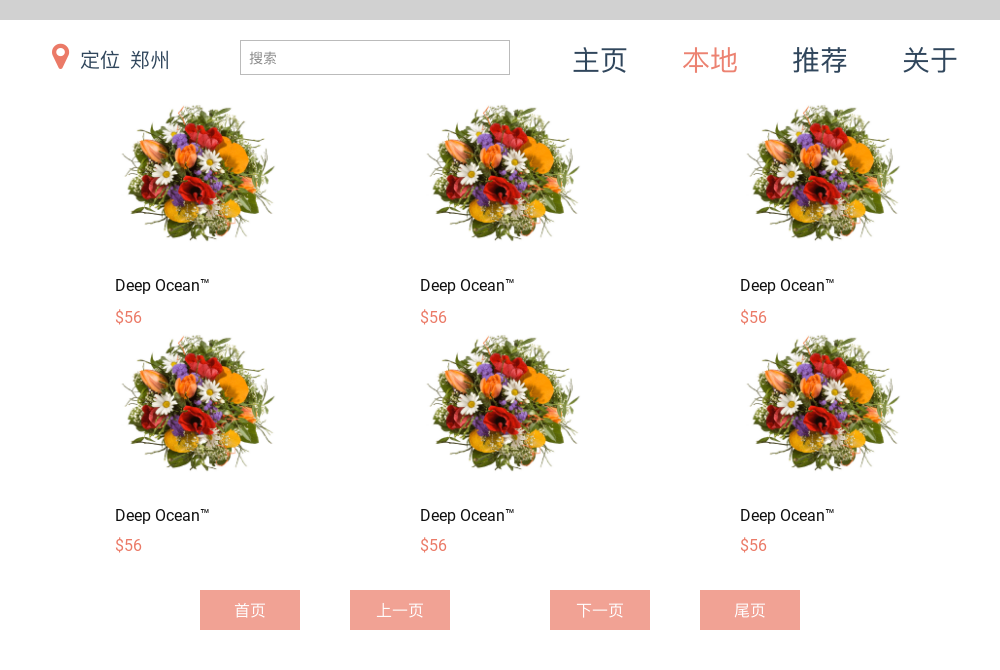 定位 郑州
搜索
主页 本地 推荐 关于
Deep Ocean™ Deep Ocean™ Deep Ocean™
$56 $56 $56
Deep Ocean™ Deep Ocean™ Deep Ocean™
$56 $56 $56
首页 上一页 下一页 尾页